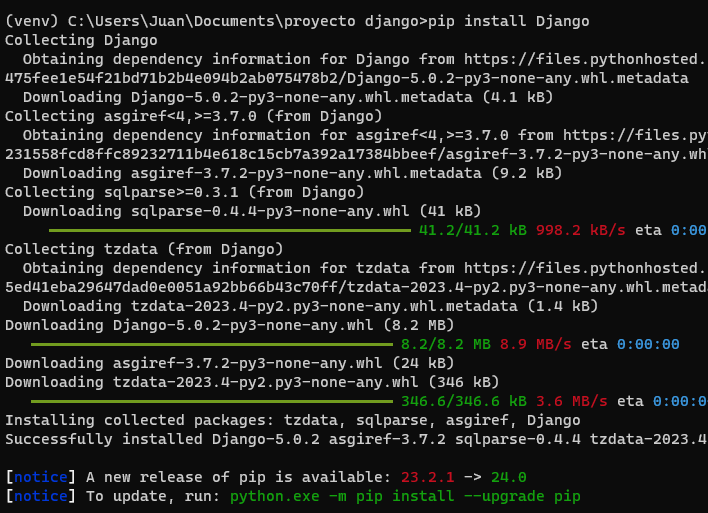 (venv) C:\Users\Juan\Documents\proyecto django>pip install Django
Collecting Django
  Obtaining dependency information for Django from https://files.pythonhosted.
475fee1e54f21bd71b2b4e094b2ab075478b2/Django-5.0.2-py3-none-any.whl.metadata
  Downloading Django-5.0.2-py3-none-any.whl.metadata (4.1 kB)
Collecting asgiref<4,>=3.7.0 (from Django)
  Obtaining dependency information for asgiref<4,>=3.7.0 from https://files.py
231558fcd8ffc89232711b4e618c15cb7a392a17384bbeef/asgiref-3.7.2-py3-none-any.wh
  Downloading asgiref-3.7.2-py3-none-any.whl.metadata (9.2 kB)
Collecting sqlparse>=0.3.1 (from Django)
  Downloading sqlparse-0.4.4-py3-none-any.whl (41 kB)
41.2/41.2 kB 998.2 kB/s eta 0:00
Collecting tzdata (from Django)
  Obtaining dependency information for tzdata from https://files.pythonhosted.
5ed41eba29647dad0e0051a92bb66b43c70ff/tzdata-2023.4-py2.py3-none-any.whl.metad
  Downloading tzdata-2023.4-py2.py3-none-any.whl.metadata (1.4 kB)
Downloading Django-5.0.2-py3-none-any.whl (8.2 MB)
8.2/8.2 MB 8.9 MB/s eta 0:00:00
Downloading asgiref-3.7.2-py3-none-any.whl (24 kB)
Downloading tzdata-2023.4-py2.py3-none-any.whl (346 kB)
346.6/346.6 kB 3.6 MB/s eta 0:00:0
Installing collected packages: tzdata, sqlparse, asgiref, Django
Successfully installed Django-5.0.2 asgiref-3.7.2 sqlparse-0.4.4 tzdata-2023.4
[notice] A new release of pip is available: 23.2.1 -> 24.0
[notice] To update, run: python.exe -m pip install --upgrade pip